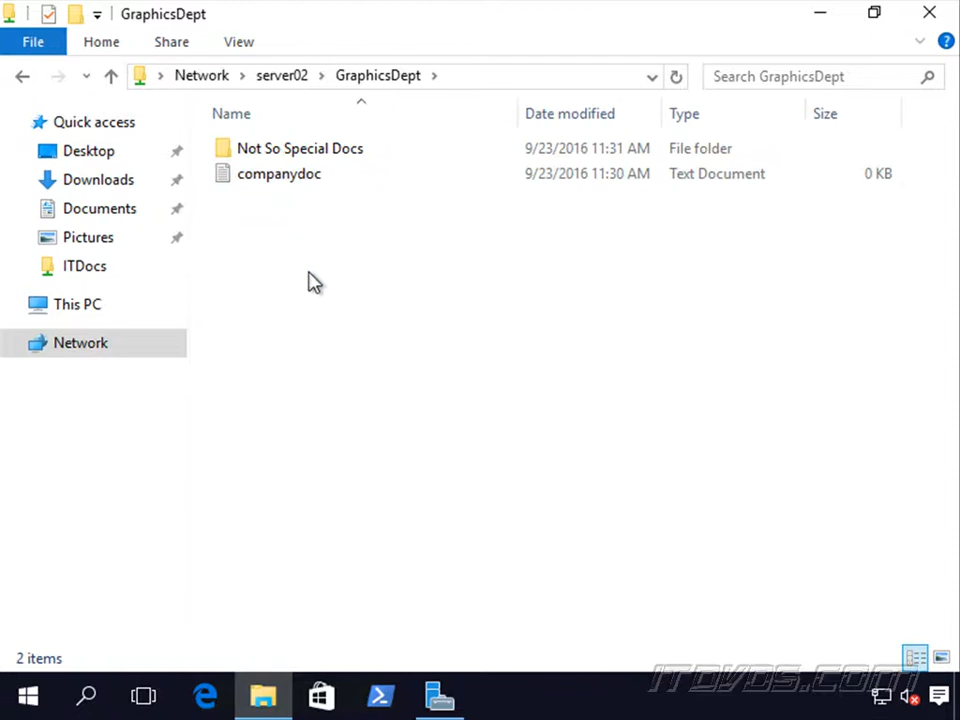 GraphicsDept
File Home Share View
Network server02 GraphicsDept Search GraphicsDept
Name Date modified Type Size
Quick access
Desktop
Downloads
Documents
Pictures
ITDocs
This PC
Network
Not So Special Docs 9/23/2016 11:31 AM File folder
companydoc 9/23/2016 11:30 AM Text Document 0 KB
2 items
ITDVDS.COM